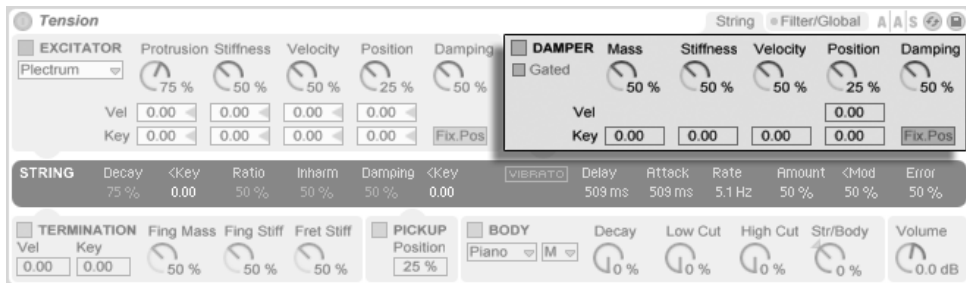 Tension String Filter/Global A A S
EXCITATOR Protrusion Stiffness Velocity Position Damping
Plectrum 75 % 50 % 50 % 25 % 50 %
Vel 0.00 0.00 0.00 0.00
Key 0.00 0.00 0.00 0.00 Fix.Pos
DAMPER Mass Stiffness Velocity Position Damping
Gated 50 % 50 % 50 % 25 % 50 %
Vel 0.00
Key 0.00 0.00 0.00 0.00 Fix.Pos
STRING Decay <Key Ratio Inharm Damping <Key VIBRATO Delay Attack Rate Amount <Mod Error
75 % 0.00 50 % 50 % 50 % 0.00 509 ms 509 ms 5.1 Hz 50 % 50 % 50 %
TERMINATION Fing Mass Fing Stiff Fret Stiff
Vel Key
0.00 0.00 50 % 50 % 50 %
PICKUP
Position
25 %
BODY Decay Low Cut High Cut Str/Body
Piano M 0 % 0 % 0 % 0 %
Volume
0.0 dB